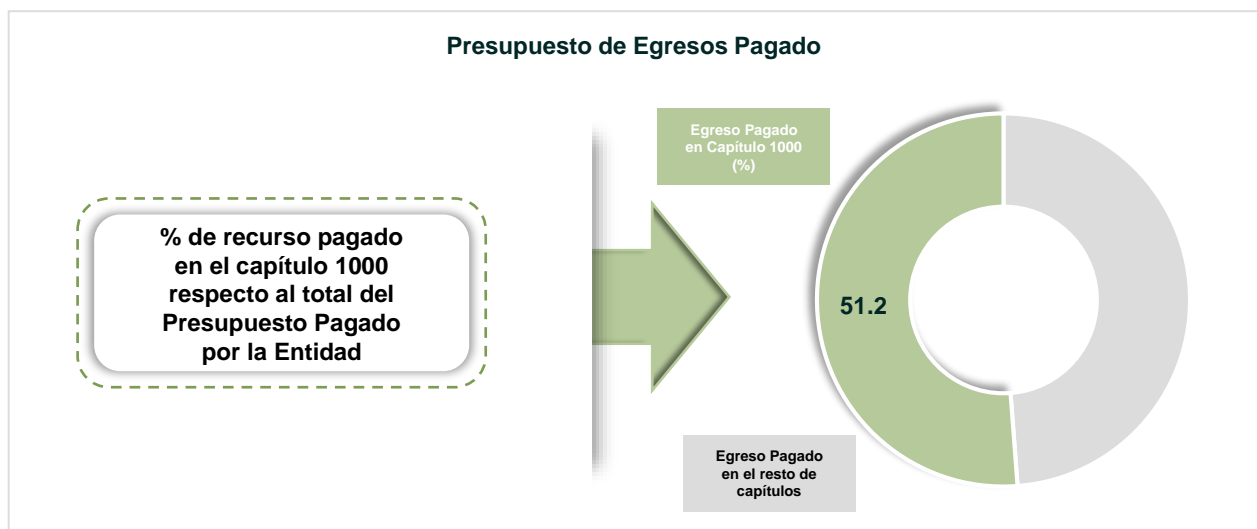 Presupuesto de Egresos Pagado
% de recurso pagado
en el capítulo 1000
respecto al total del
Presupuesto Pagado
por la Entidad
Egreso Pagado
en Capítulo 1000
(%)
51.2
Egreso Pagado
en el resto de
capítulos